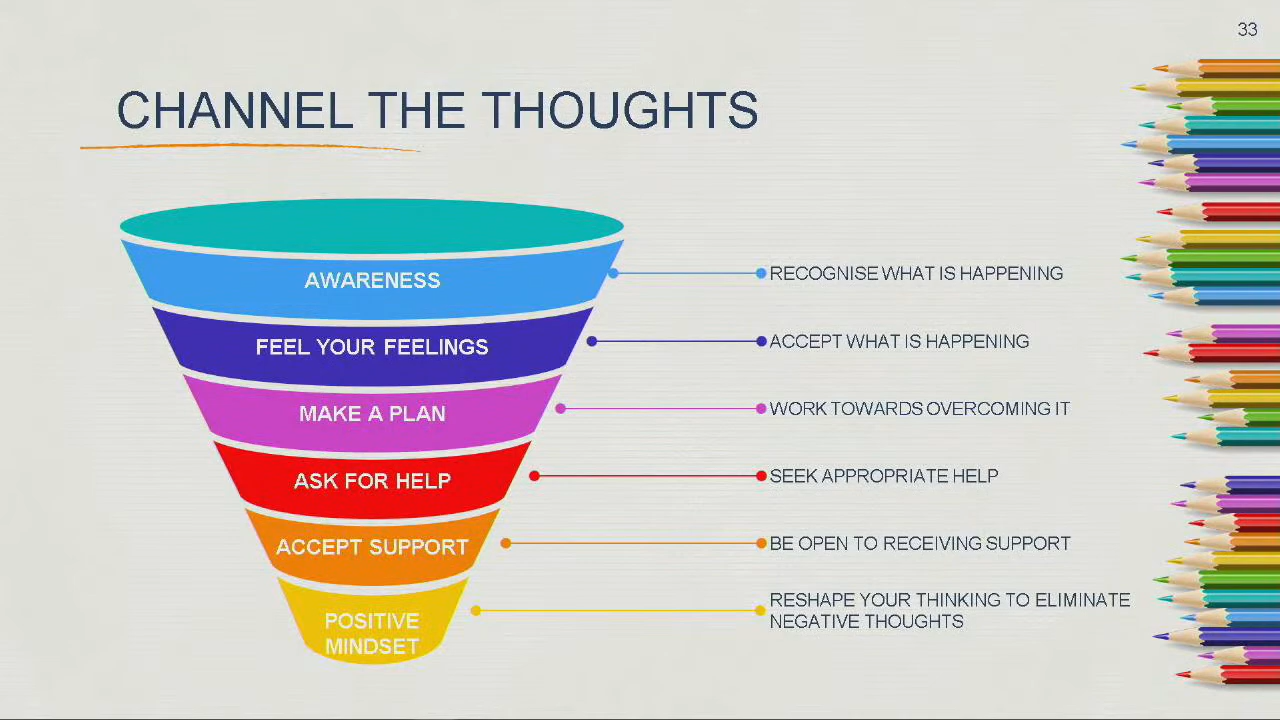 33
CHANNEL THE THOUGHTS
AWARENESS
RECOGNISE WHAT IS HAPPENING
FEEL YOUR FEELINGS
ACCEPT WHAT IS HAPPENING
MAKE A PLAN
WORK TOWARDS OVERCOMING IT
ASK FOR HELP
SEEK APPROPRIATE HELP
ACCEPT SUPPORT
BE OPEN TO RECEIVING SUPPORT
POSITIVE
MINDSET
RESHAPE YOUR THINKING TO ELIMINATE
NEGATIVE THOUGHTS